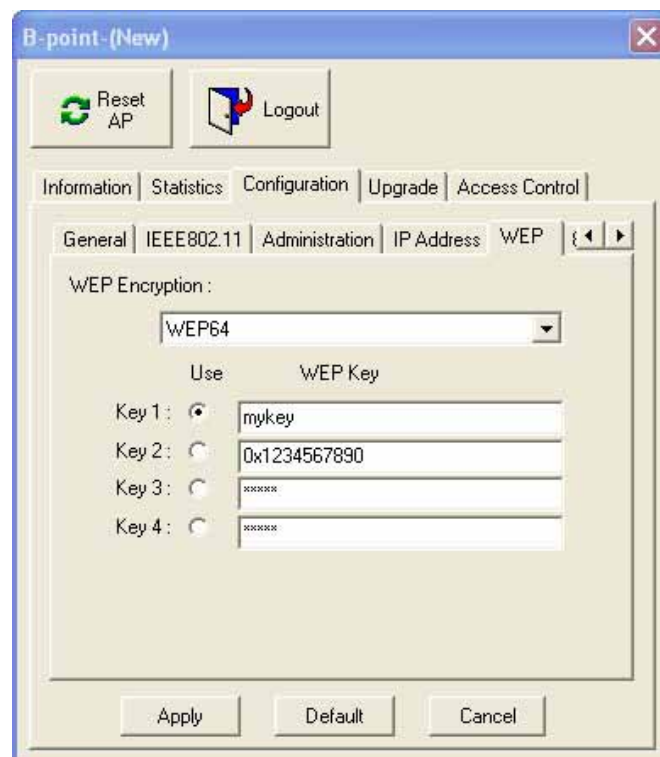 B-point-(New)
Reset AP
Logout
Information Statistics Configuration Upgrade Access Control
General IEEE802.11 Administration IP Address WEP
WEP Encryption :
WEP64
Use WEP Key
Key 1 : mykey
Key 2 : 0x1234567890
Key 3 : *****
Key 4 : *****
Apply Default Cancel